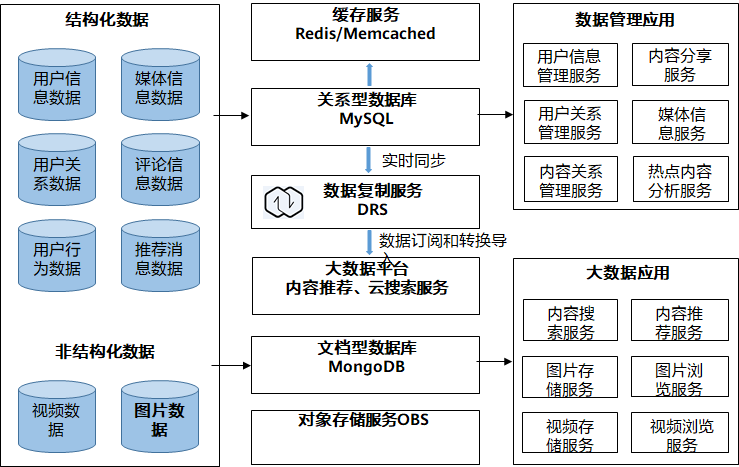 结构化数据
用户信
息数据
媒体信
息数据
用户关
系数据
评论信
息数据
用户行
为数据
推荐消
息数据
非结构化数据
视频数
据
图片数
据
缓存服务
Redis/Memcached
关系型数据库
MySQL
实时同步
数据复制服务
DRS
数据订阅和转换导
入
大数据平台
内容推荐、云搜索服务
文档型数据库
MongoDB
对象存储服务OBS
数据管理应用
用户信息
管理服务
内容分享
服务
用户关系
管理服务
媒体信
息服务
内容关系
管理服务
热点内容
分析服务
大数据应用
内容搜
索服务
内容推
荐服务
图片存
储服务
图片浏
览服务
视频存
储服务
视频浏览
服务